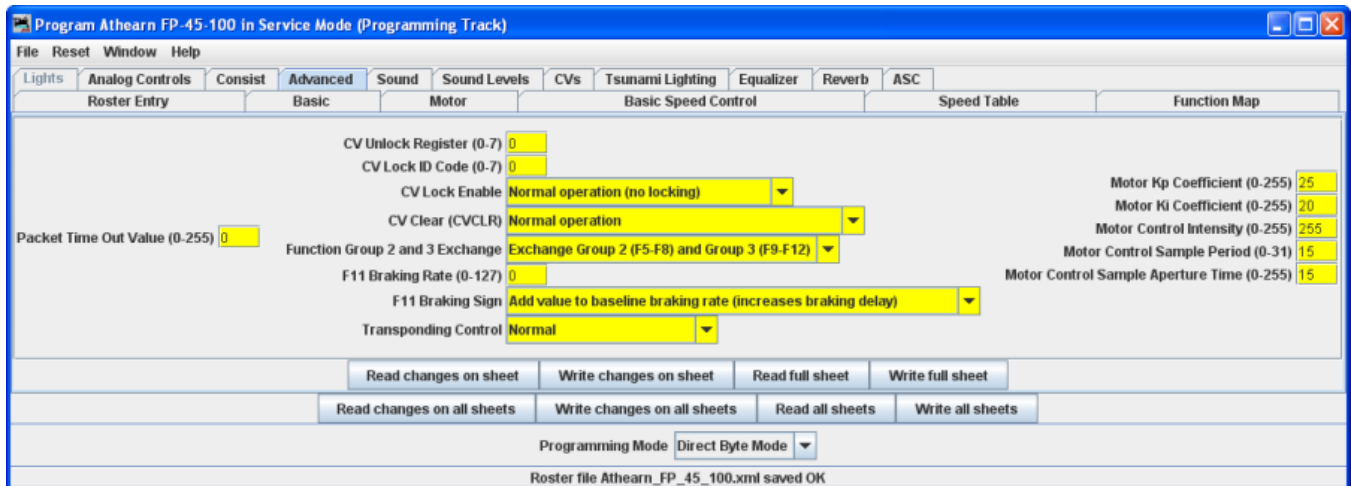 Program Athearn FP-45-100 in Service Mode (Programming Track)
File Reset Window Help
Lights Analog Controls Consist Advanced Sound Sound Levels CVs Tsunami Lighting Equalizer Reverb ASC
Roster Entry Basic Motor Basic Speed Control Speed Table Function Map
Packet Time Out Value (0-255) 0
CV Unlock Register (0-7) 0
CV Lock ID Code (0-7) 0
CV Lock Enable Normal operation (no locking)
CV Clear (CVCLR) Normal operation
Function Group 2 and 3 Exchange Exchange Group 2 (F5-F8) and Group 3 (F9-F12)
F11 Braking Rate (0-127) 0
F11 Braking Sign Add value to baseline braking rate (increases braking delay)
Transponding Control Normal
Motor Kp Coefficient (0-255) 25
Motor Ki Coefficient (0-255) 20
Motor Control Intensity (0-255) 255
Motor Control Sample Period (0-31) 15
Motor Control Sample Aperture Time (0-255) 15
Read changes on sheet Write changes on sheet Read full sheet Write full sheet
Read changes on all sheets Write changes on all sheets Read all sheets Write all sheets
Programming Mode Direct Byte Mode
Roster file Athearn_FP_45_100.xml saved OK